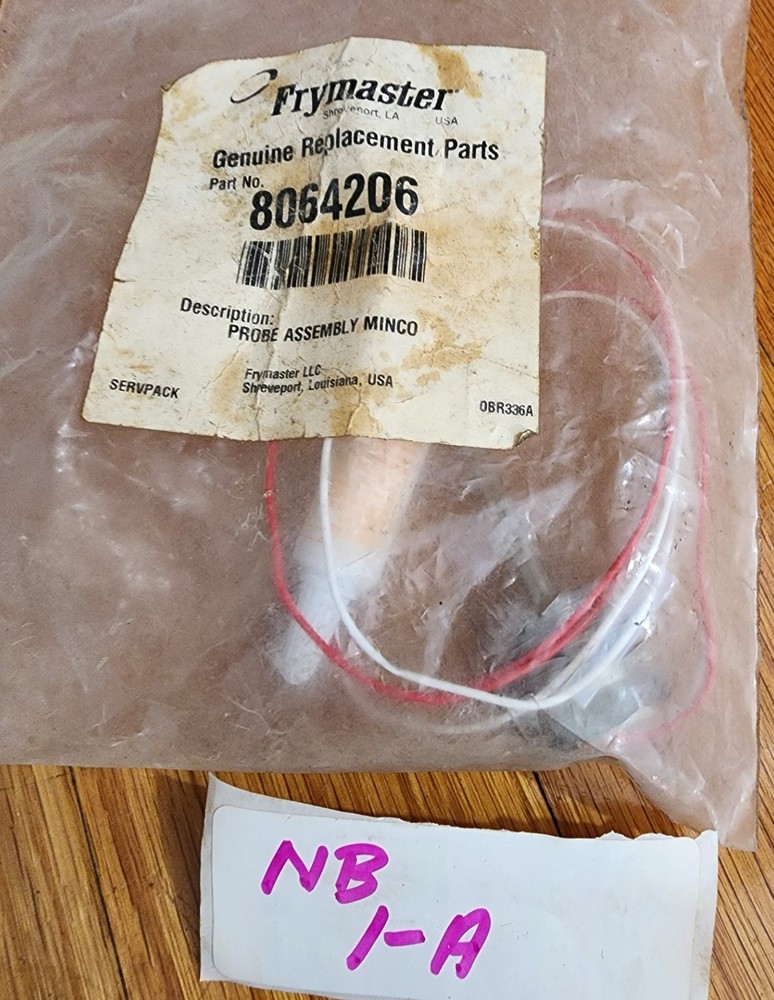 Frymaster
Shreveport, LA USA
Genuine Replacement Parts
Part No.
8064206
Description:
PROBE ASSEMBLY MINCO
Frymaster LLC
Shreveport, Louisiana, USA
SERVPACK
OBR336A
NB
1-A